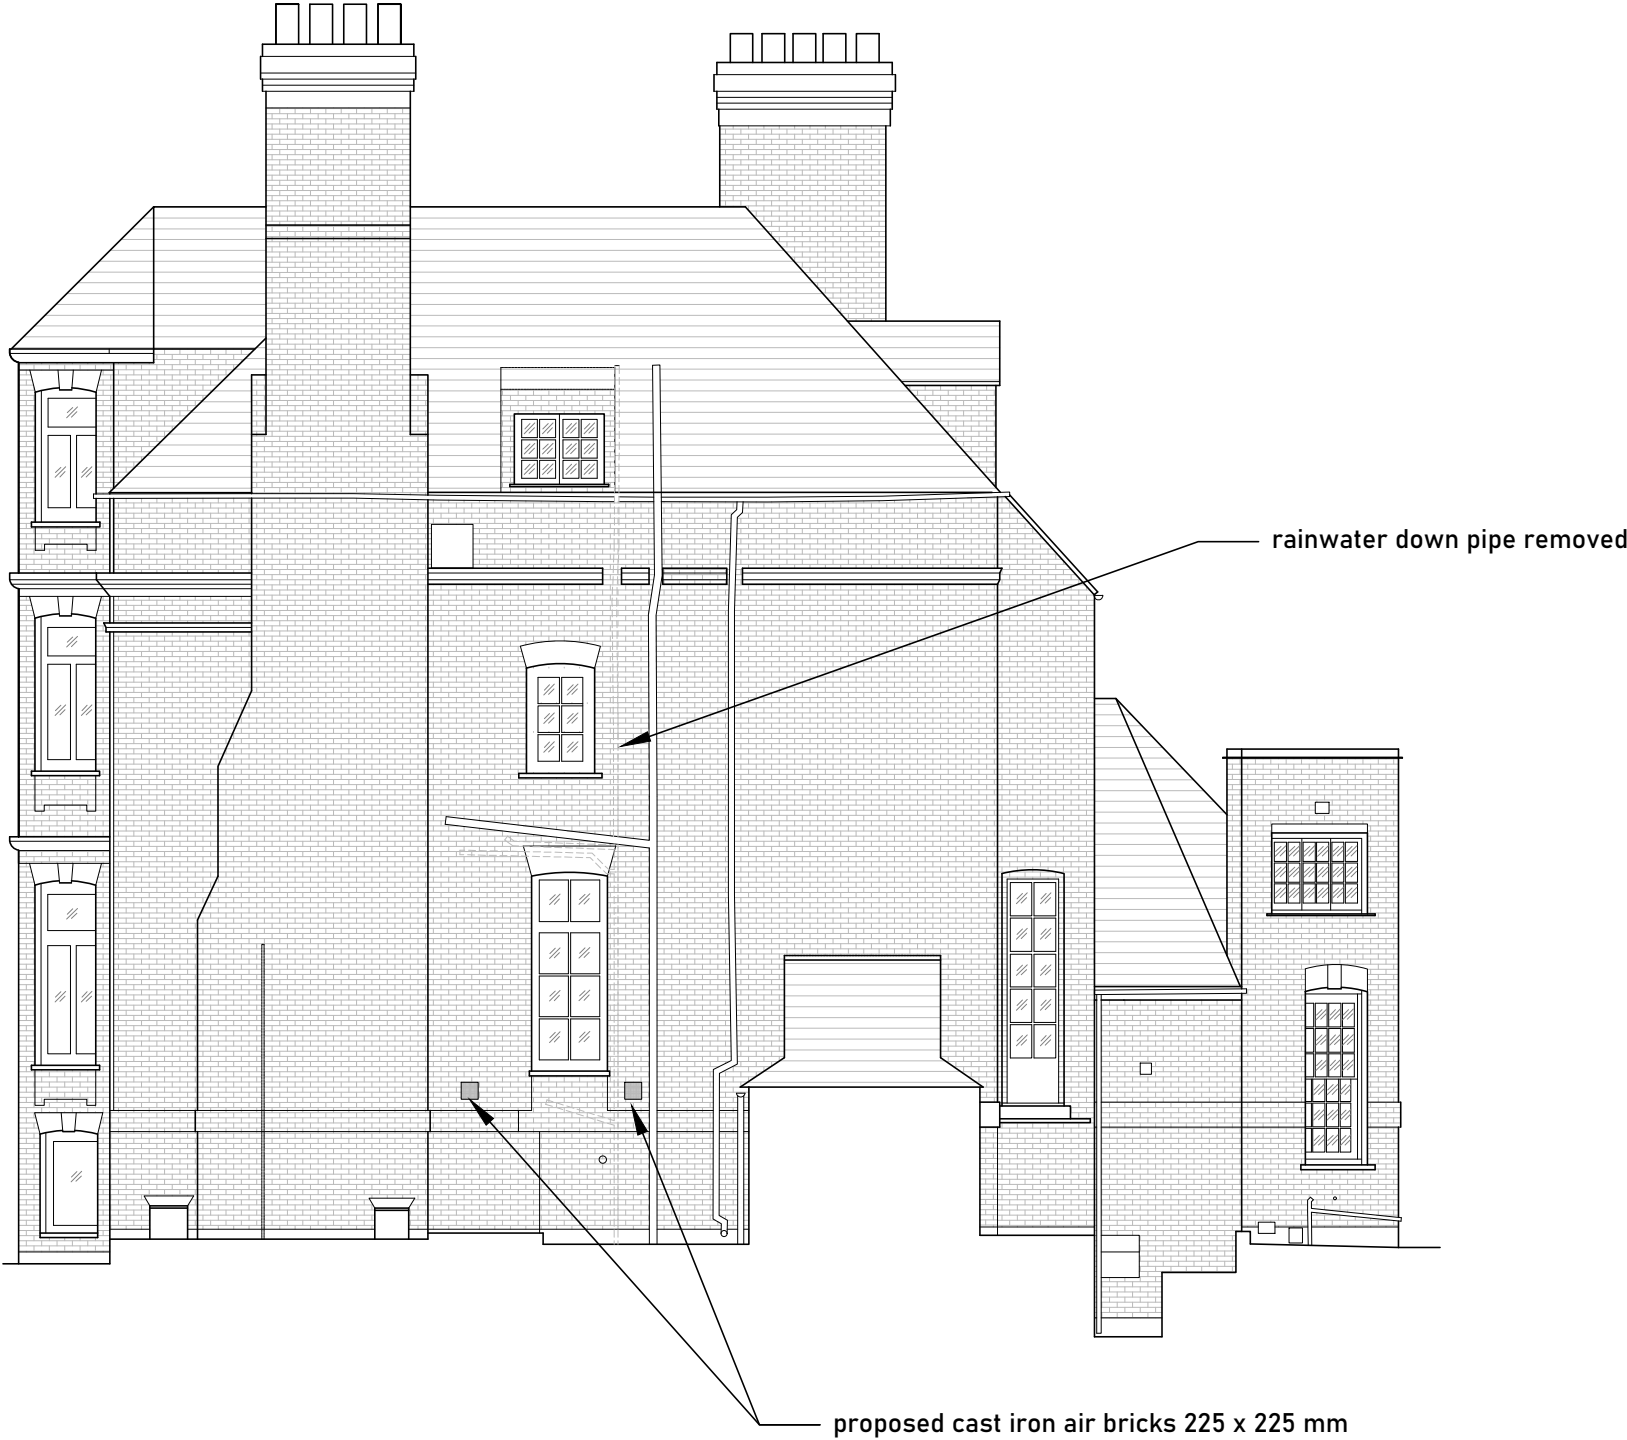 rainwater down pipe removed
proposed cast iron air bricks 225 x 225 mm